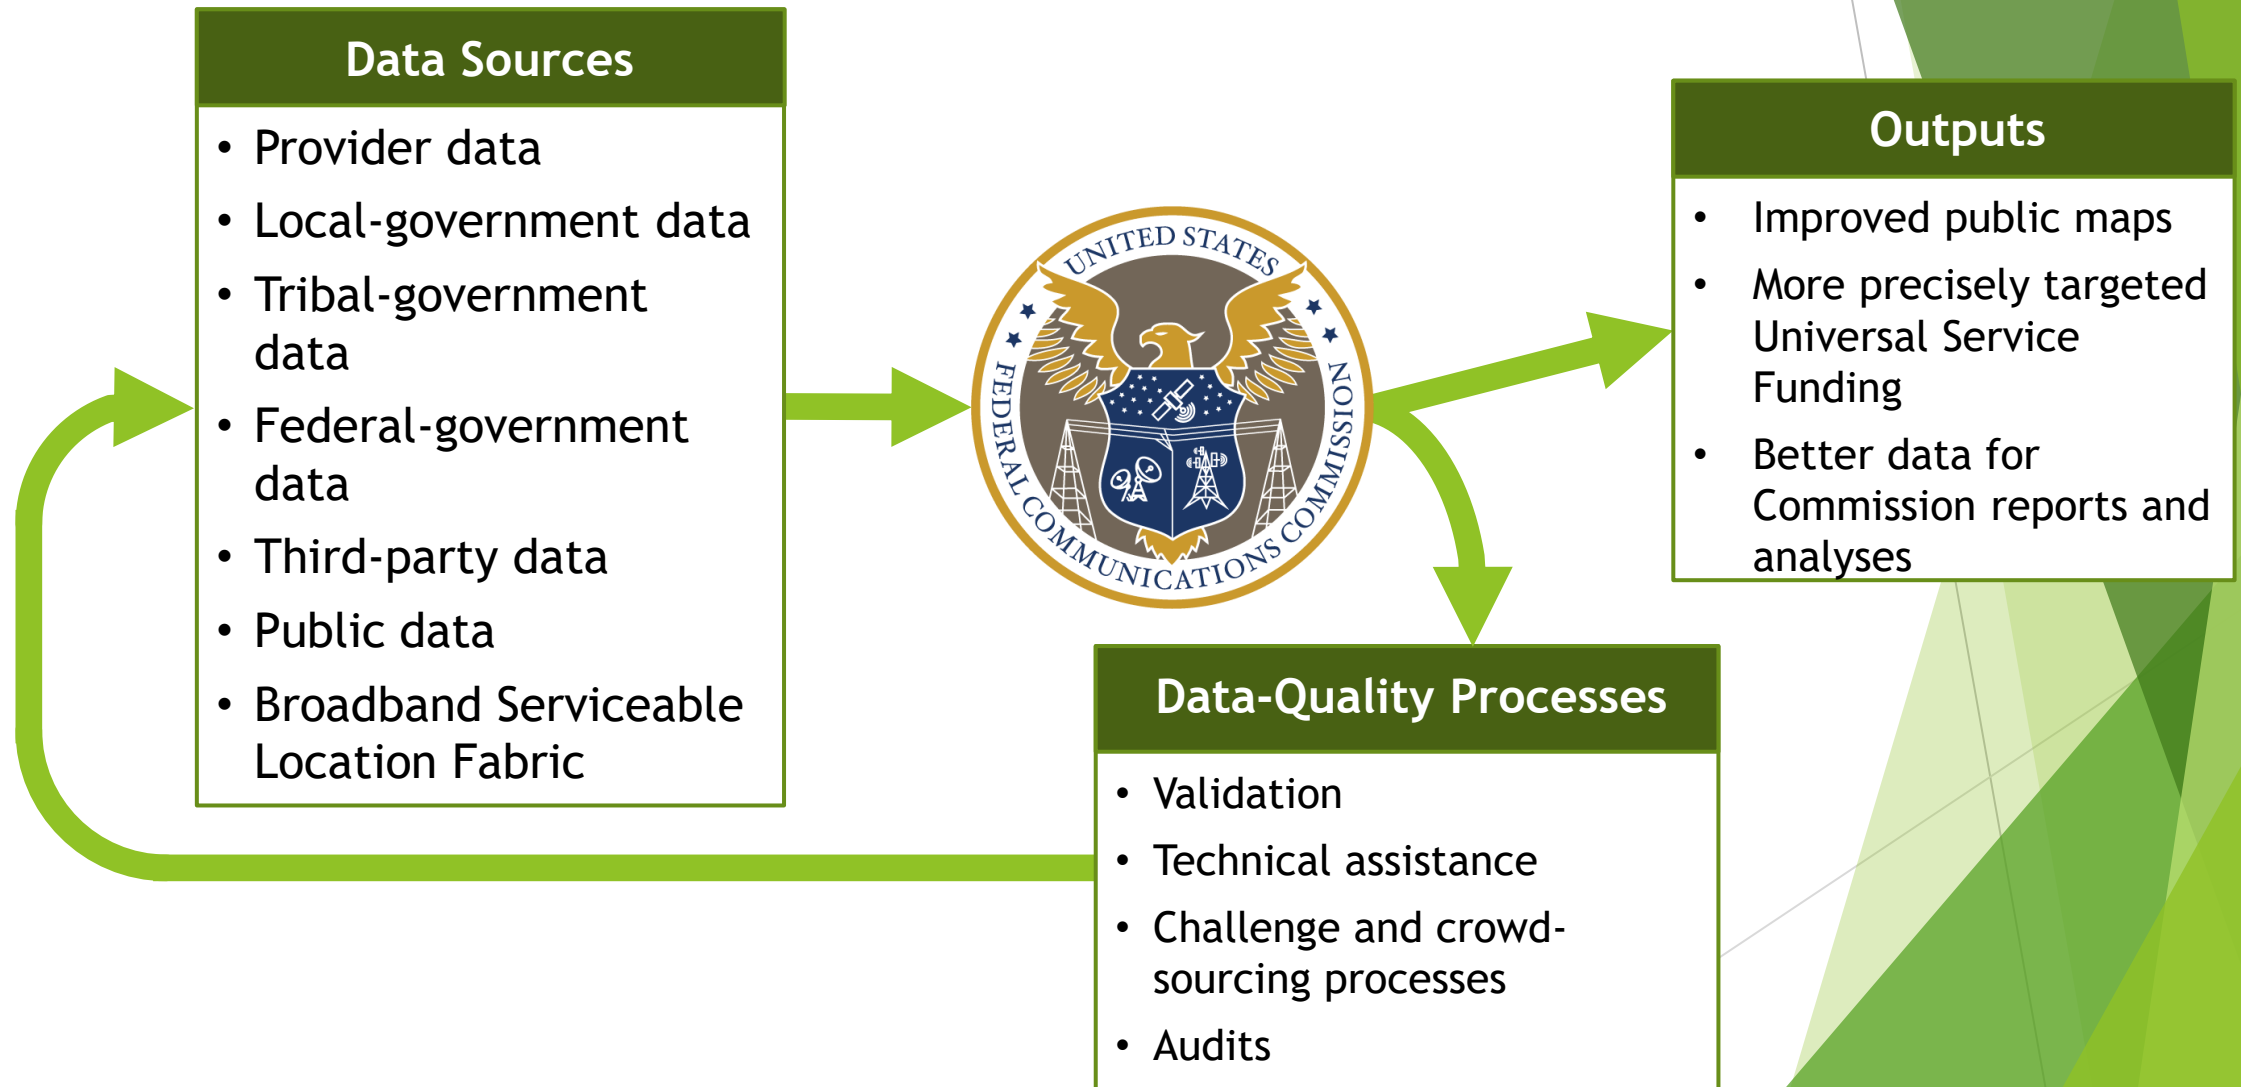 Data Sources
• Provider data
• Local-government data
• Tribal-government
data
• Federal-government
data
• Third-party data
• Public data
• Broadband Serviceable
Location Fabric
UNITED STATES
FEDERAL COMMUNICATIONS COMMISSION
Outputs
• Improved public maps
• More precisely targeted
Universal Service
Funding
• Better data for
Commission reports and
analyses
Data-Quality Processes
• Validation
• Technical assistance
• Challenge and crowd-
sourcing processes
• Audits